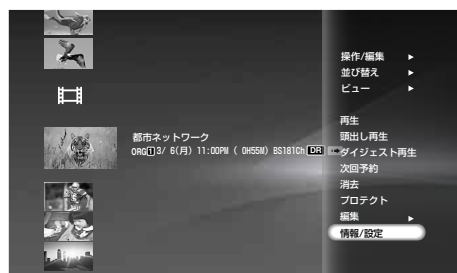 操作/編集 ▶
並び替え ▶
ビュー ▶
再生
頭出し再生
都市ネットワーク
ORG1 3/ 6(月) 11:00PM ( 0H55M) BS181Ch DR
ダイジェスト再生
次回予約
消去
プロテクト
編集 ▶
情報/設定